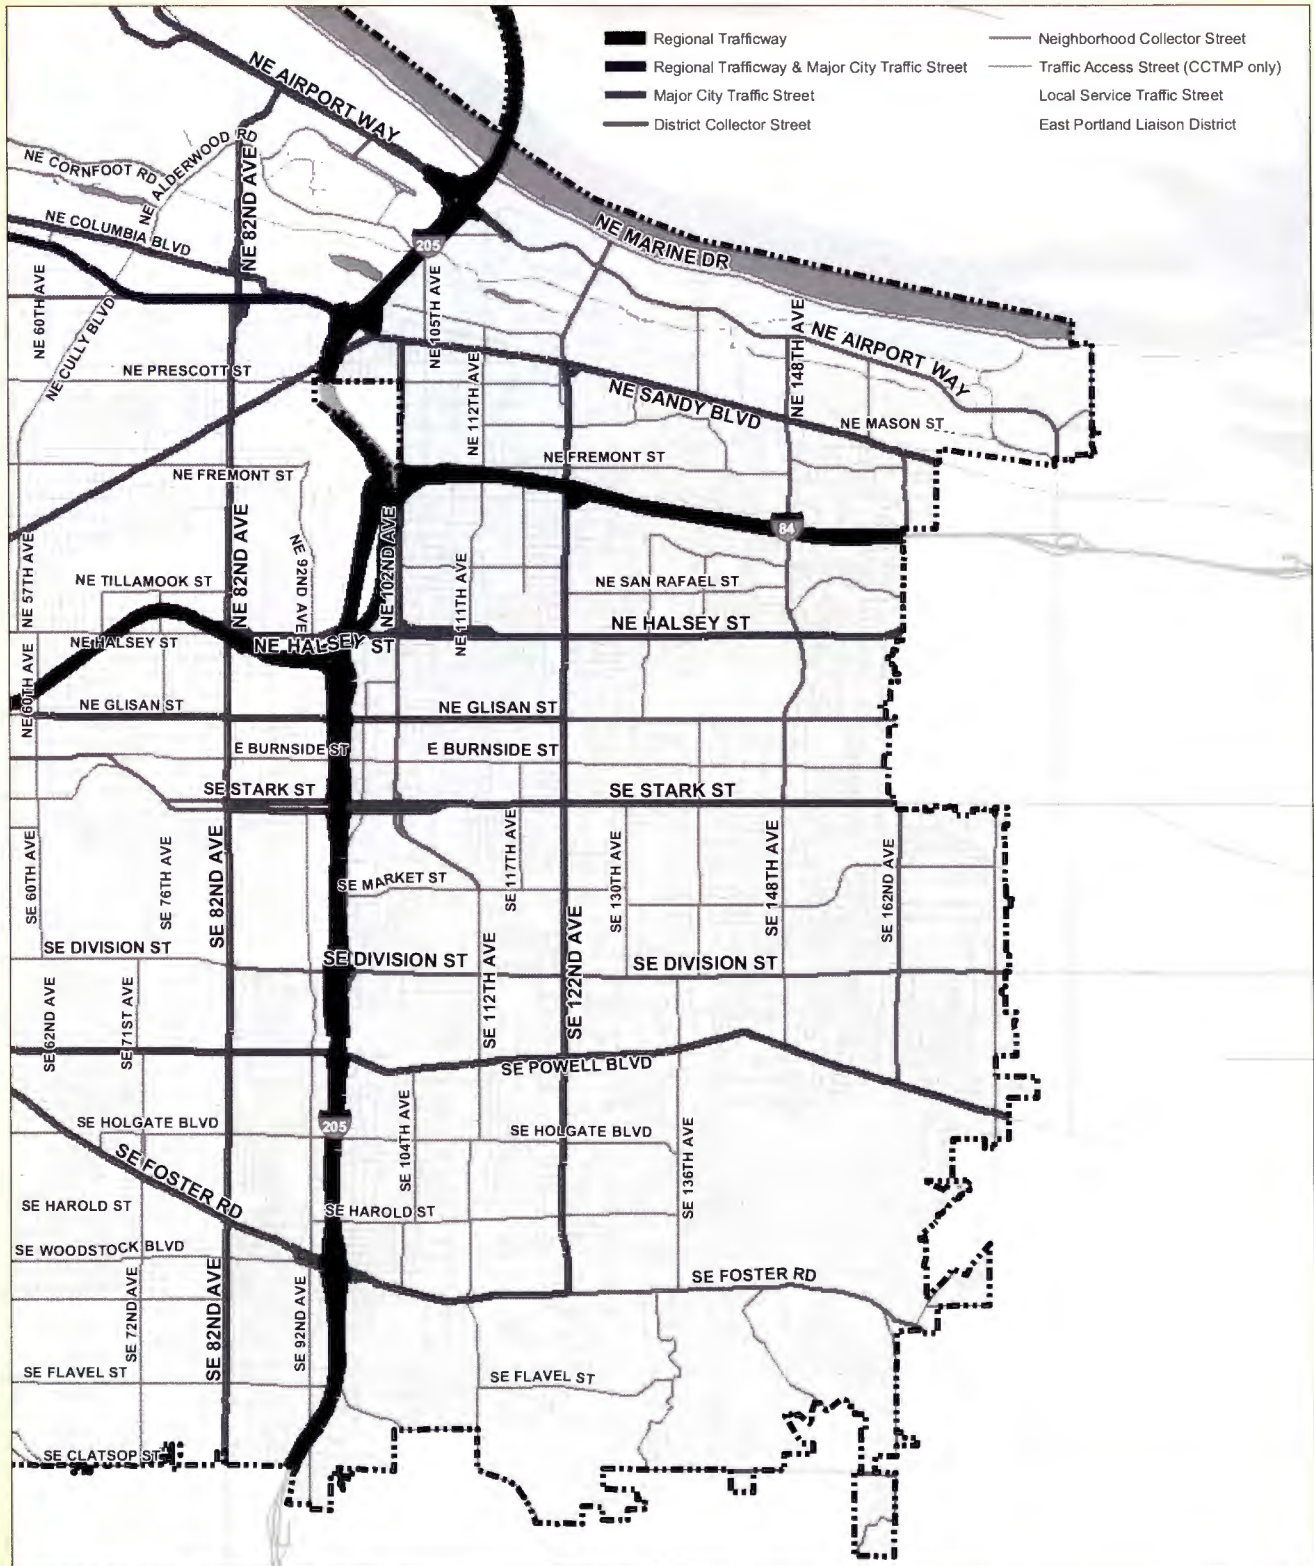 Regional Trafficway
Regional Trafficway & Major City Traffic Street
Major City Traffic Street
District Collector Street
Neighborhood Collector Street
Traffic Access Street (CCTMP only)
Local Service Traffic Street
East Portland Liaison District
NE AIRPORT WAY
NE CORNFOOT RD
NE ALDERWOOD RD
NE 82ND AVE
NE COLUMBIA BLVD
205
NE MARINE DR
NE 60TH AVE
NE CULLY BLVD
NE 105TH AVE
NE 148TH AVE
NE AIRPORT WAY
NE PRESCOTT ST
NE 112TH AVE
NE SANDY BLVD
NE MASON ST
NE FREMONT ST
NE FREMONT ST
NE 57TH AVE
NE 82ND AVE
NE 92ND AVE
NE 102ND AVE
84
NE TILLAMOOK ST
NE 111TH AVE
NE SAN RAFAEL ST
NE HALSEY ST
NE HALSEY ST
NE HALSEY ST
NE 60TH AVE
NE GLISAN ST
NE GLISAN ST
E BURNSIDE ST
E BURNSIDE ST
SE STARK ST
SE STARK ST
SE 60TH AVE
SE 76TH AVE
SE 82ND AVE
SE 117TH AVE
SE 130TH AVE
SE 148TH AVE
SE 162ND AVE
SE MARKET ST
SE DIVISION ST
SE DIVISION ST
SE DIVISION ST
SE 62ND AVE
SE 71ST AVE
SE 112TH AVE
SE 122ND AVE
SE POWELL BLVD
SE HOLGATE BLVD
205
SE 104TH AVE
SE HOLGATE BLVD
SE 136TH AVE
SE FOSTER RD
SE HAROLD ST
SE HAROLD ST
SE WOODSTOCK BLVD
SE 72ND AVE
SE 82ND AVE
SE 92ND AVE
SE FOSTER RD
SE FLAVEL ST
SE FLAVEL ST
SE CLATSOP ST